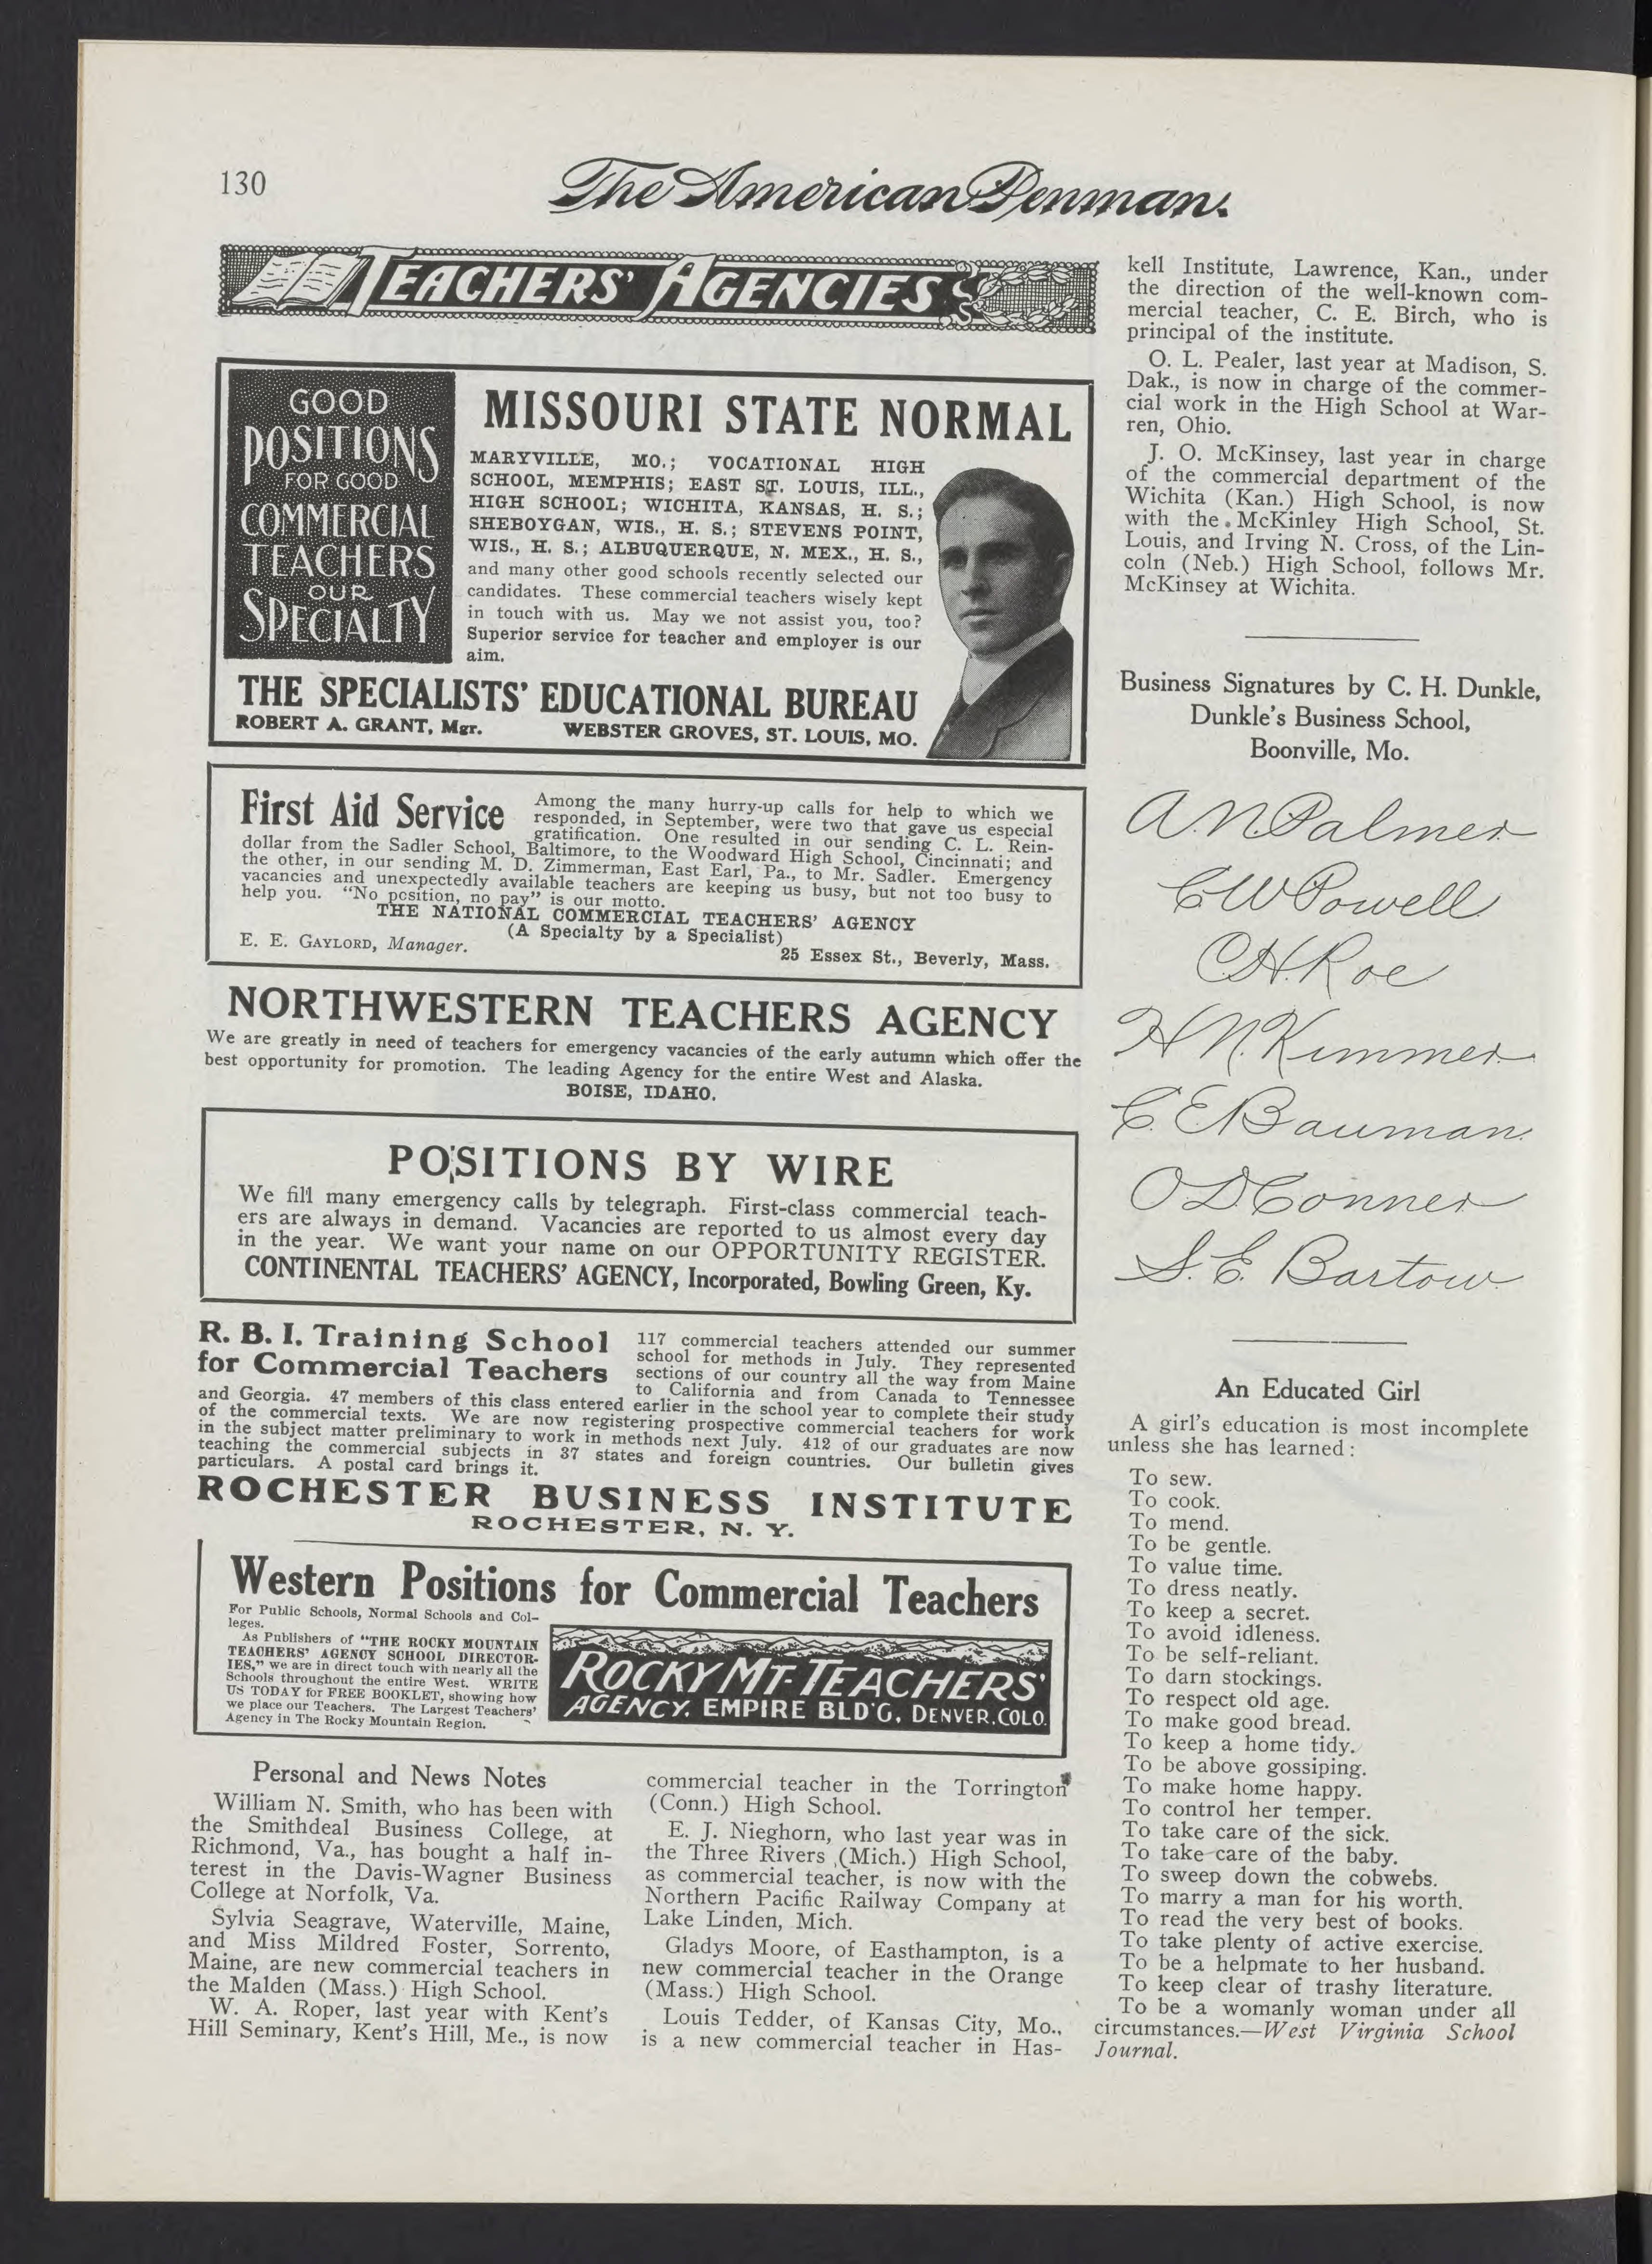 130
The American Penman.
TEACHERS' AGENCIES
GOOD
POSITIONS
FOR GOOD
COMMERCIAL
TEACHERS
OUR
SPECIALTY
MISSOURI STATE NORMAL
MARYVILLE, MO.; VOCATIONAL HIGH
SCHOOL, MEMPHIS; EAST ST. LOUIS, ILL.,
HIGH SCHOOL; WICHITA, KANSAS, H. S.;
SHEBOYGAN, WIS., H. S.; STEVENS POINT,
WIS., H. S.; ALBUQUERQUE, N. MEX., H. S.,
and many other good schools recently selected our
candidates. These commercial teachers wisely kept
in touch with us. May we not assist you, too?
Superior service for teacher and employer is our
aim.
THE SPECIALISTS' EDUCATIONAL BUREAU
ROBERT A. GRANT, Mgr. WEBSTER GROVES, ST. LOUIS, MO.
First Aid Service
Among the many hurry-up calls for help to which we
responded, in September, were two that gave us especial
gratification. One resulted in our sending C. L. Rein-
dollar from the Sadler School, Baltimore, to the Woodward High School, Cincinnati; and
the other, in our sending M. D. Zimmerman, East Earl, Pa., to Mr. Sadler. Emergency
vacancies and unexpectedly available teachers are keeping us busy, but not too busy to
help you. "No position, no pay" is our motto.
THE NATIONAL COMMERCIAL TEACHERS' AGENCY
(A Specialty by a Specialist)
E. E. GAYLORD, Manager.
25 Essex St., Beverly, Mass.
NORTHWESTERN TEACHERS AGENCY
We are greatly in need of teachers for emergency vacancies of the early autumn which offer the
best opportunity for promotion. The leading Agency for the entire West and Alaska.
BOISE, IDAHO.
POSITIONS BY WIRE
We fill many emergency calls by telegraph. First-class commercial teach-
ers are always in demand. Vacancies are reported to us almost every day
in the year. We want your name on our OPPORTUNITY REGISTER.
CONTINENTAL TEACHERS' AGENCY, Incorporated, Bowling Green, Ky.
R. B. I. Training School
for Commercial Teachers
117 commercial teachers attended our summer
school for methods in July. They represented
sections of our country all the way from Maine
to California and from Canada to Tennessee
and Georgia. 47 members of this class entered earlier in the school year to complete their study
of the commercial texts. We are now registering prospective commercial teachers for work
in the subject matter preliminary to work in methods next July. 412 of our graduates are now
teaching the commercial subjects in 37 states and foreign countries. Our bulletin gives
particulars. A postal card brings it.
ROCHESTER BUSINESS INSTITUTE
ROCHESTER, N. Y.
Western Positions for Commercial Teachers
For Public Schools, Normal Schools and Col-
leges.
As Publishers of "THE ROCKY MOUNTAIN
TEACHERS' AGENCY SCHOOL DIRECTOR-
IES," we are in direct touch with nearly all the
Schools throughout the entire West. WRITE
US TODAY for FREE BOOKLET, showing how
we place our Teachers. The Largest Teachers'
Agency in The Rocky Mountain Region.
ROCKY MT. TEACHERS'
AGENCY. EMPIRE BLD'G, DENVER, COLO.
Personal and News Notes
William N. Smith, who has been with
the Smithdeal Business College, at
Richmond, Va., has bought a half in-
terest in the Davis-Wagner Business
College at Norfolk, Va.
Sylvia Seagrave, Waterville, Maine,
and Miss Mildred Foster, Sorrento,
Maine, are new commercial teachers in
the Malden (Mass.) High School.
W. A. Roper, last year with Kent's
Hill Seminary, Kent's Hill, Me., is now
commercial teacher in the Torrington
(Conn.) High School.
E. J. Nieghorn, who last year was in
the Three Rivers (Mich.) High School,
as commercial teacher, is now with the
Northern Pacific Railway Company at
Lake Linden, Mich.
Gladys Moore, of Easthampton, is a
new commercial teacher in the Orange
(Mass.) High School.
Louis Tedder, of Kansas City, Mo.,
is a new commercial teacher in Has-
kell Institute, Lawrence, Kan., under
the direction of the well-known com-
mercial teacher, C. E. Birch, who is
principal of the institute.
O. L. Pealer, last year at Madison, S.
Dak., is now in charge of the commer-
cial work in the High School at War-
ren, Ohio.
J. O. McKinsey, last year in charge
of the commercial department of the
Wichita (Kan.) High School, is now
with the McKinley High School, St.
Louis, and Irving N. Cross, of the Lin-
coln (Neb.) High School, follows Mr.
McKinsey at Wichita.
Business Signatures by C. H. Dunkle,
Dunkle's Business School,
Boonville, Mo.
A. N. Palmer
C W Powell
C. H. Roe
H N. Kimmer
C. E. Bauman.
O D Conner
S. E. Bartow.
An Educated Girl
A girl's education is most incomplete
unless she has learned:
To sew.
To cook.
To mend.
To be gentle.
To value time.
To dress neatly.
To keep a secret.
To avoid idleness.
To be self-reliant.
To darn stockings.
To respect old age.
To make good bread.
To keep a home tidy.
To be above gossiping.
To make home happy.
To control her temper.
To take care of the sick.
To take care of the baby.
To sweep down the cobwebs.
To marry a man for his worth.
To read the very best of books.
To take plenty of active exercise.
To be a helpmate to her husband.
To keep clear of trashy literature.
To be a womanly woman under all
circumstances.—West Virginia School
Journal.